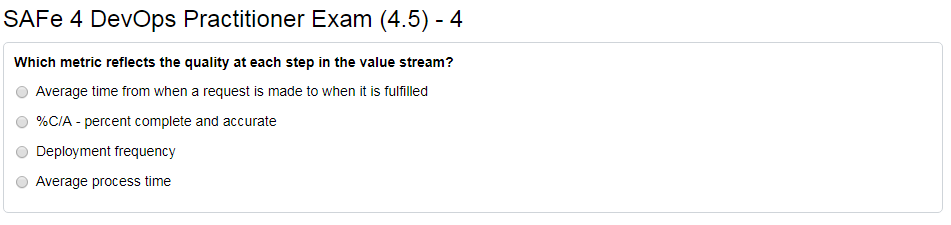 SAFe 4 DevOps Practitioner Exam (4.5) - 4
Which metric reflects the quality at each step in the value stream?
Average time from when a request is made to when it is fulfilled
%C/A - percent complete and accurate
Deployment frequency
Average process time